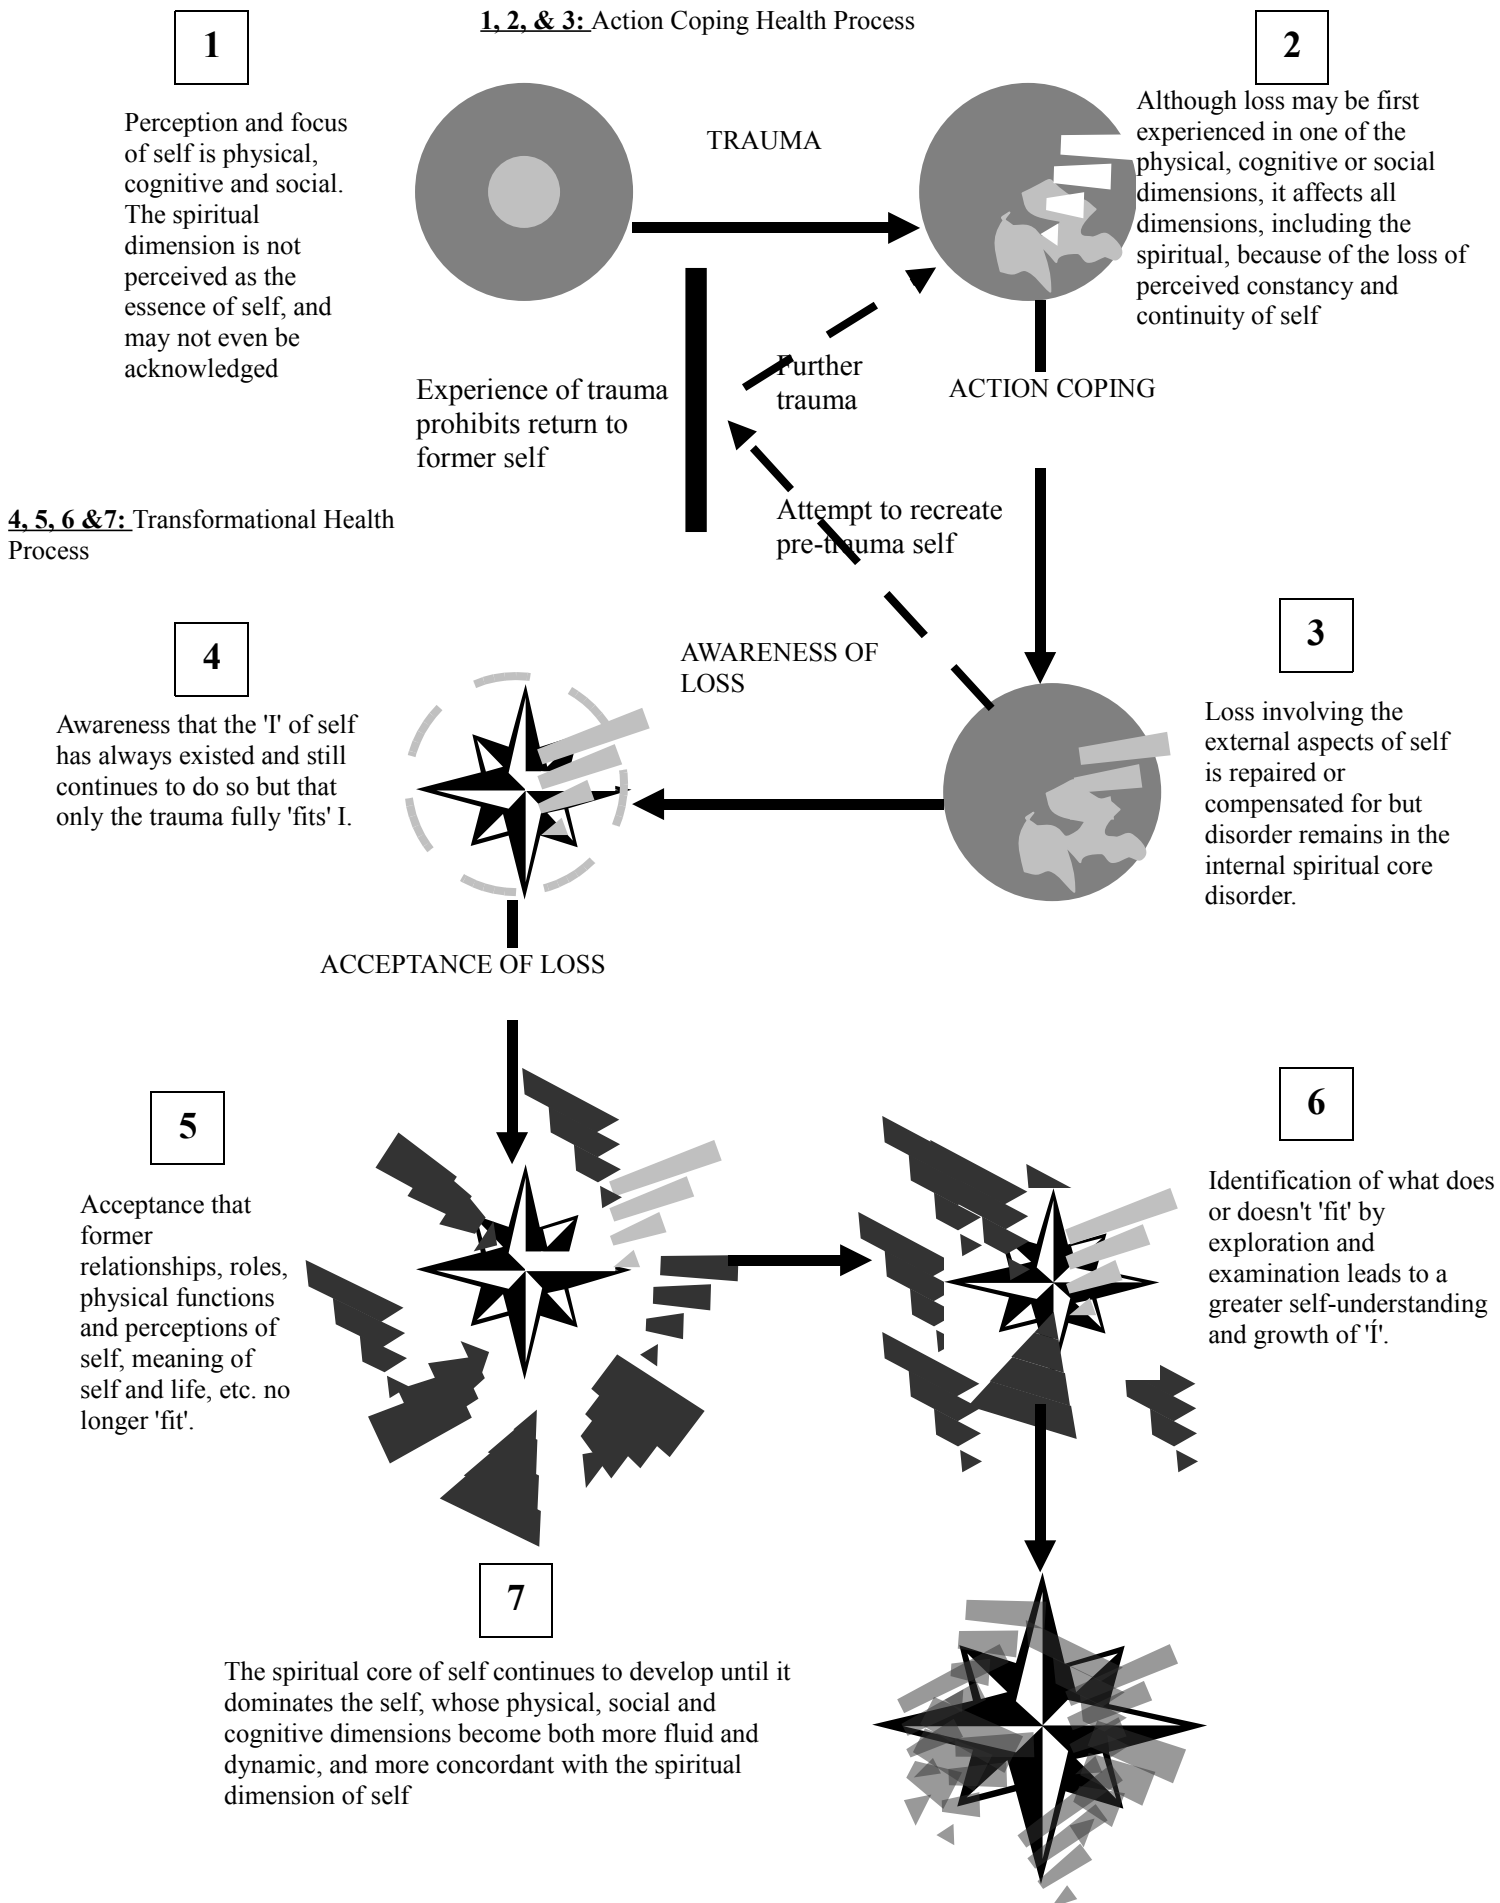 1, 2, & 3: Action Coping Health Process
1
Perception and focus
of self is physical,
cognitive and social.
The spiritual
dimension is not
perceived as the
essence of self, and
may not even be
acknowledged
TRAUMA
2
Although loss may be first
experienced in one of the
physical, cognitive or social
dimensions, it affects all
dimensions, including the
spiritual, because of the loss of
perceived constancy and
continuity of self
Experience of trauma
prohibits return to
former self
Further
trauma
ACTION COPING
Attempt to recreate
pre-trauma self
4, 5, 6 &7: Transformational Health
Process
AWARENESS OF
LOSS
3
Loss involving the
external aspects of self
is repaired or
compensated for but
disorder remains in the
internal spiritual core
disorder.
4
Awareness that the 'I' of self
has always existed and still
continues to do so but that
only the trauma fully 'fits' I.
ACCEPTANCE OF LOSS
5
Acceptance that
former
relationships, roles,
physical functions
and perceptions of
self, meaning of
self and life, etc. no
longer 'fit'.
6
Identification of what does
or doesn't 'fit' by
exploration and
examination leads to a
greater self-understanding
and growth of 'Í'.
7
The spiritual core of self continues to develop until it
dominates the self, whose physical, social and
cognitive dimensions become both more fluid and
dynamic, and more concordant with the spiritual
dimension of self